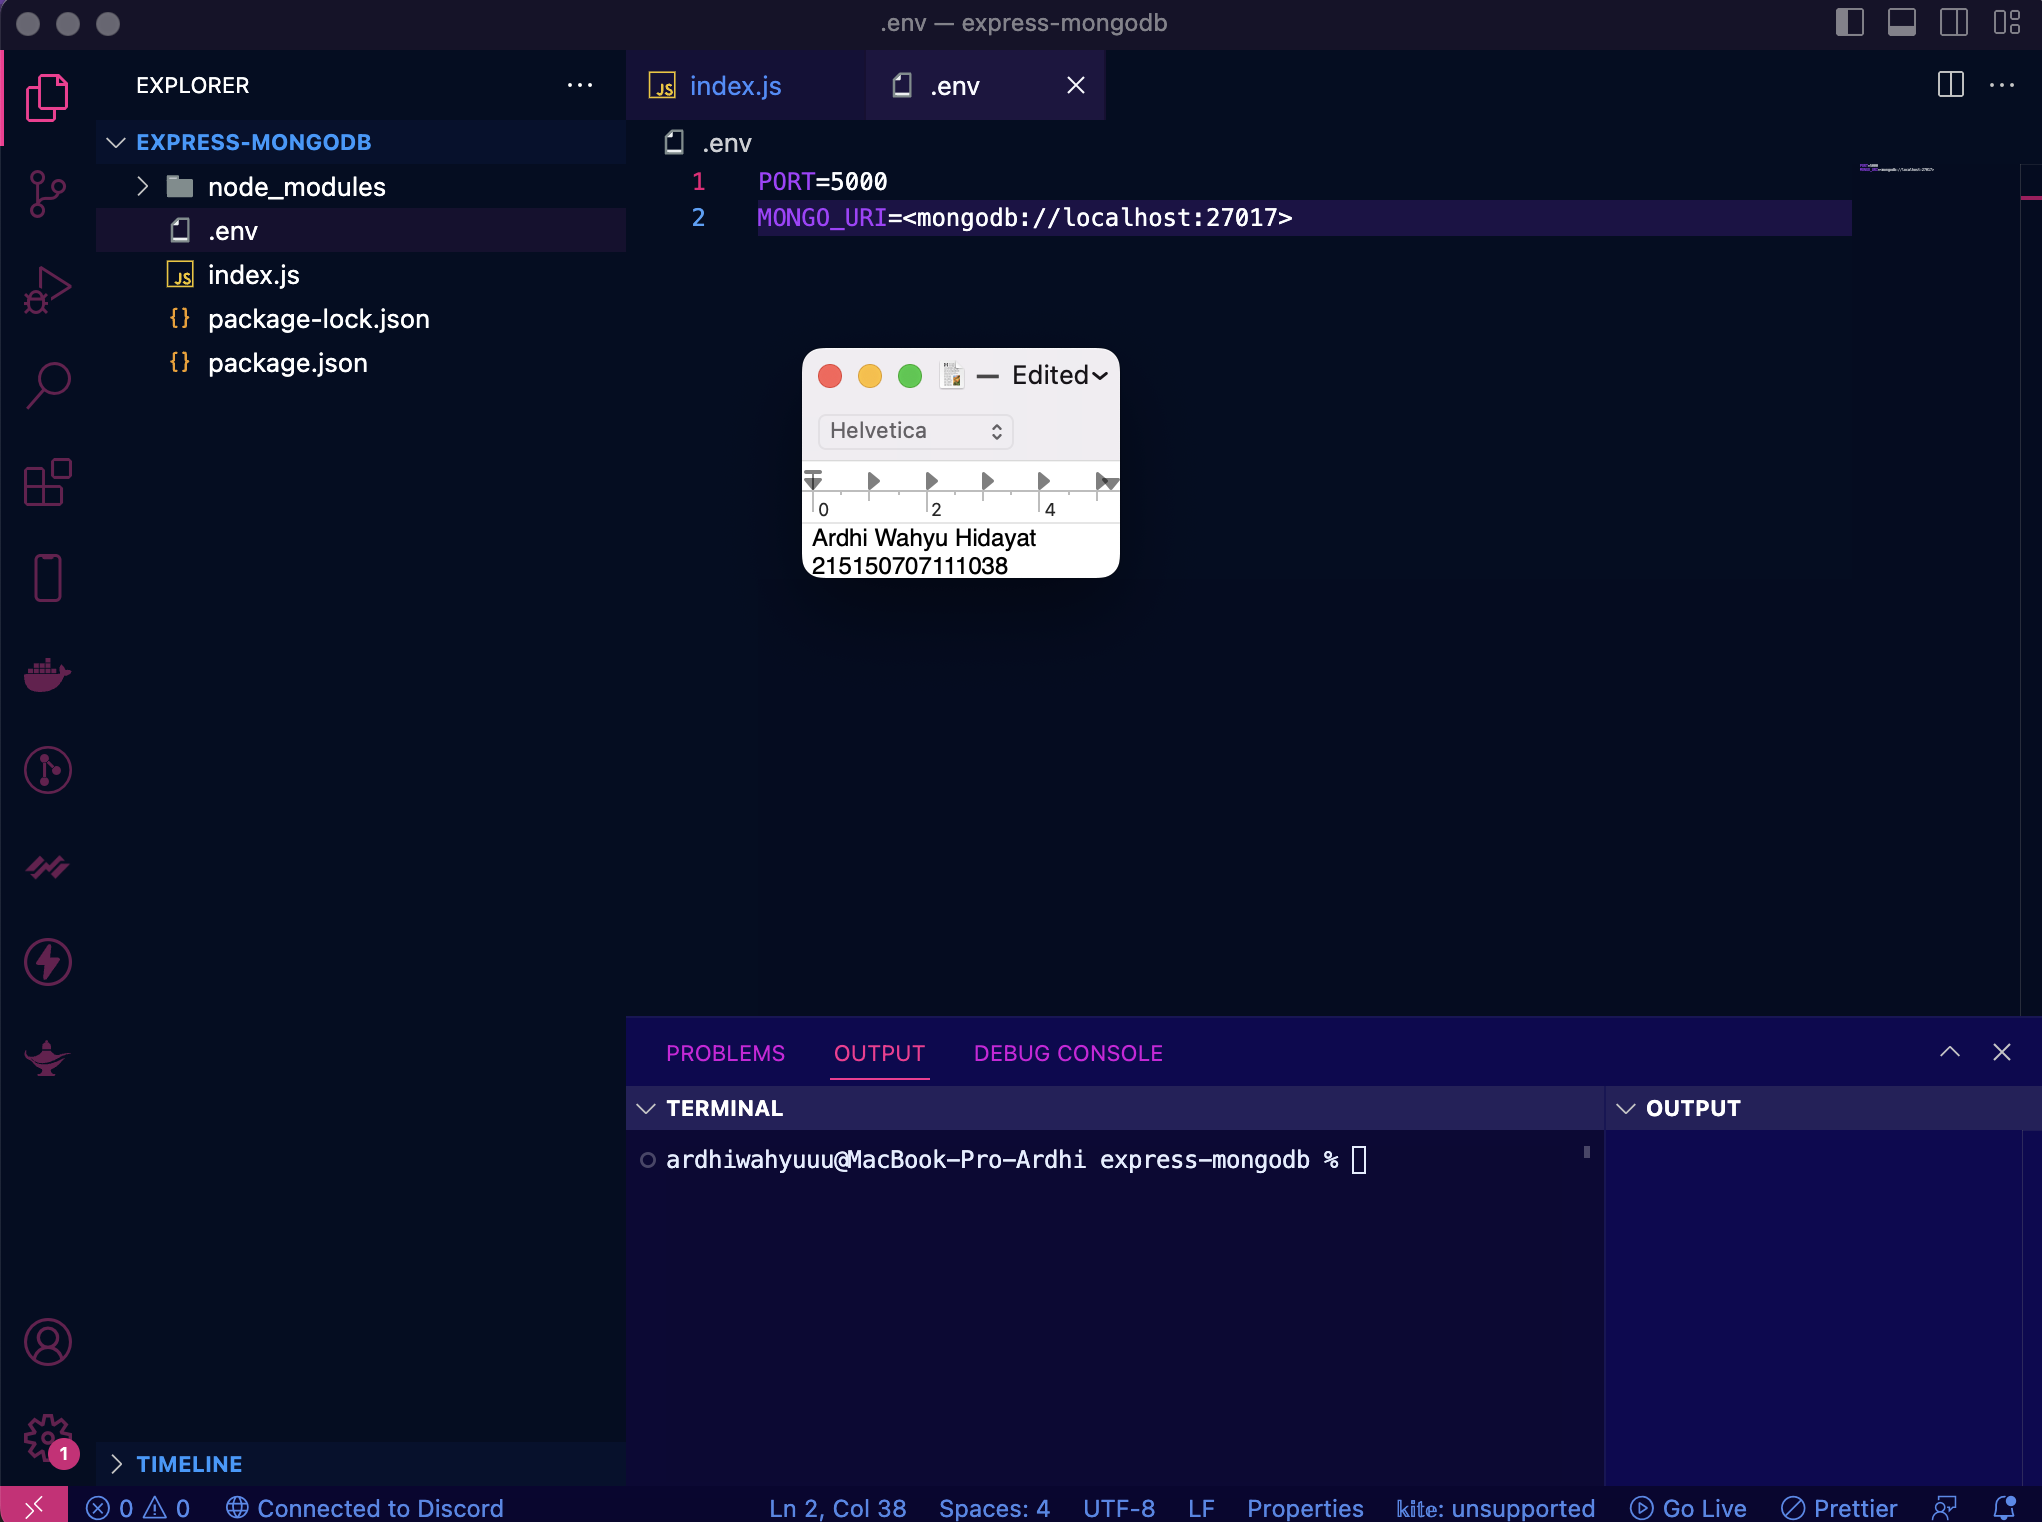 .env — express-mongodb
EXPLORER
EXPRESS-MONGODB
node_modules
.env
index.js
package-lock.json
package.json
TIMELINE
index.js
.env
.env
1 PORT=5000
2 MONGO_URI=<mongodb://localhost:27017>
— Edited
Helvetica
0 2 4
Ardhi Wahyu Hidayat
215150707111038
PROBLEMS OUTPUT DEBUG CONSOLE
TERMINAL
ardhiwahyuuu@MacBook-Pro-Ardhi express-mongodb %
OUTPUT
1
0 0 Connected to Discord Ln 2, Col 38 Spaces: 4 UTF-8 LF Properties kite: unsupported Go Live Prettier